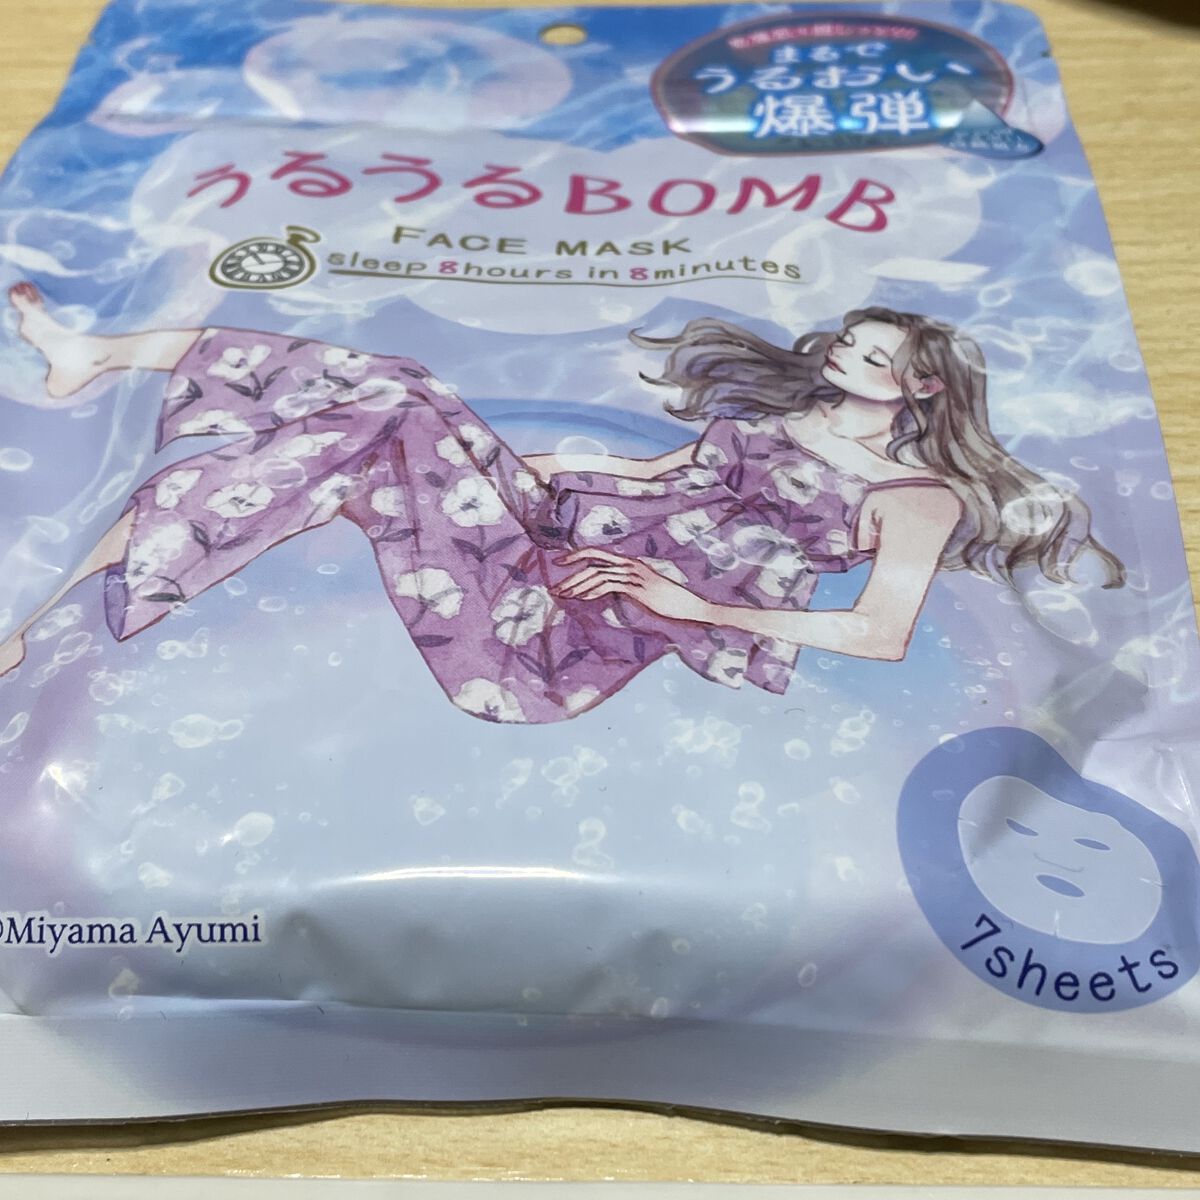 まるで
うるおい
爆弾
うるうるBOMB
FACE MASK
sleep 8hours in 8minutes
©Miyama Ayumi
7sheets